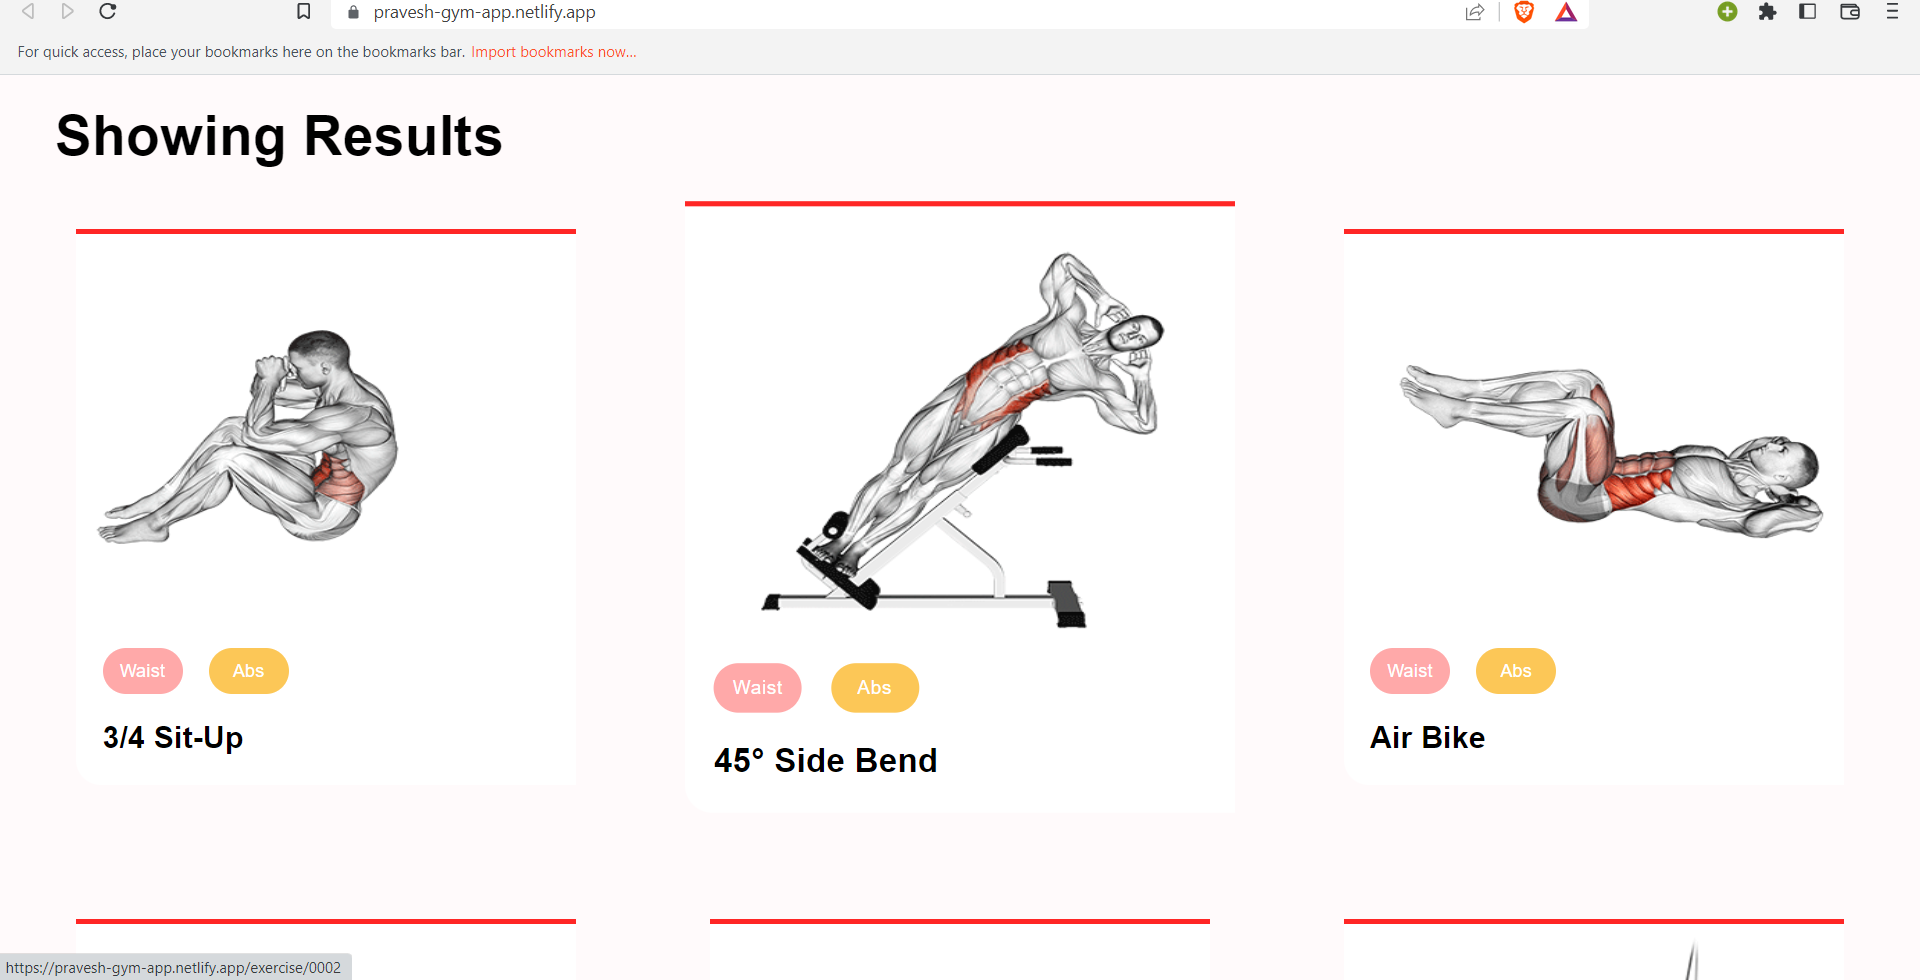 pravesh-gym-app.netlify.app
For quick access, place your bookmarks here on the bookmarks bar. Import bookmarks now...
Showing Results
Waist Abs
3/4 Sit-Up
Waist Abs
45° Side Bend
Waist Abs
Air Bike
https://pravesh-gym-app.netlify.app/exercise/0002